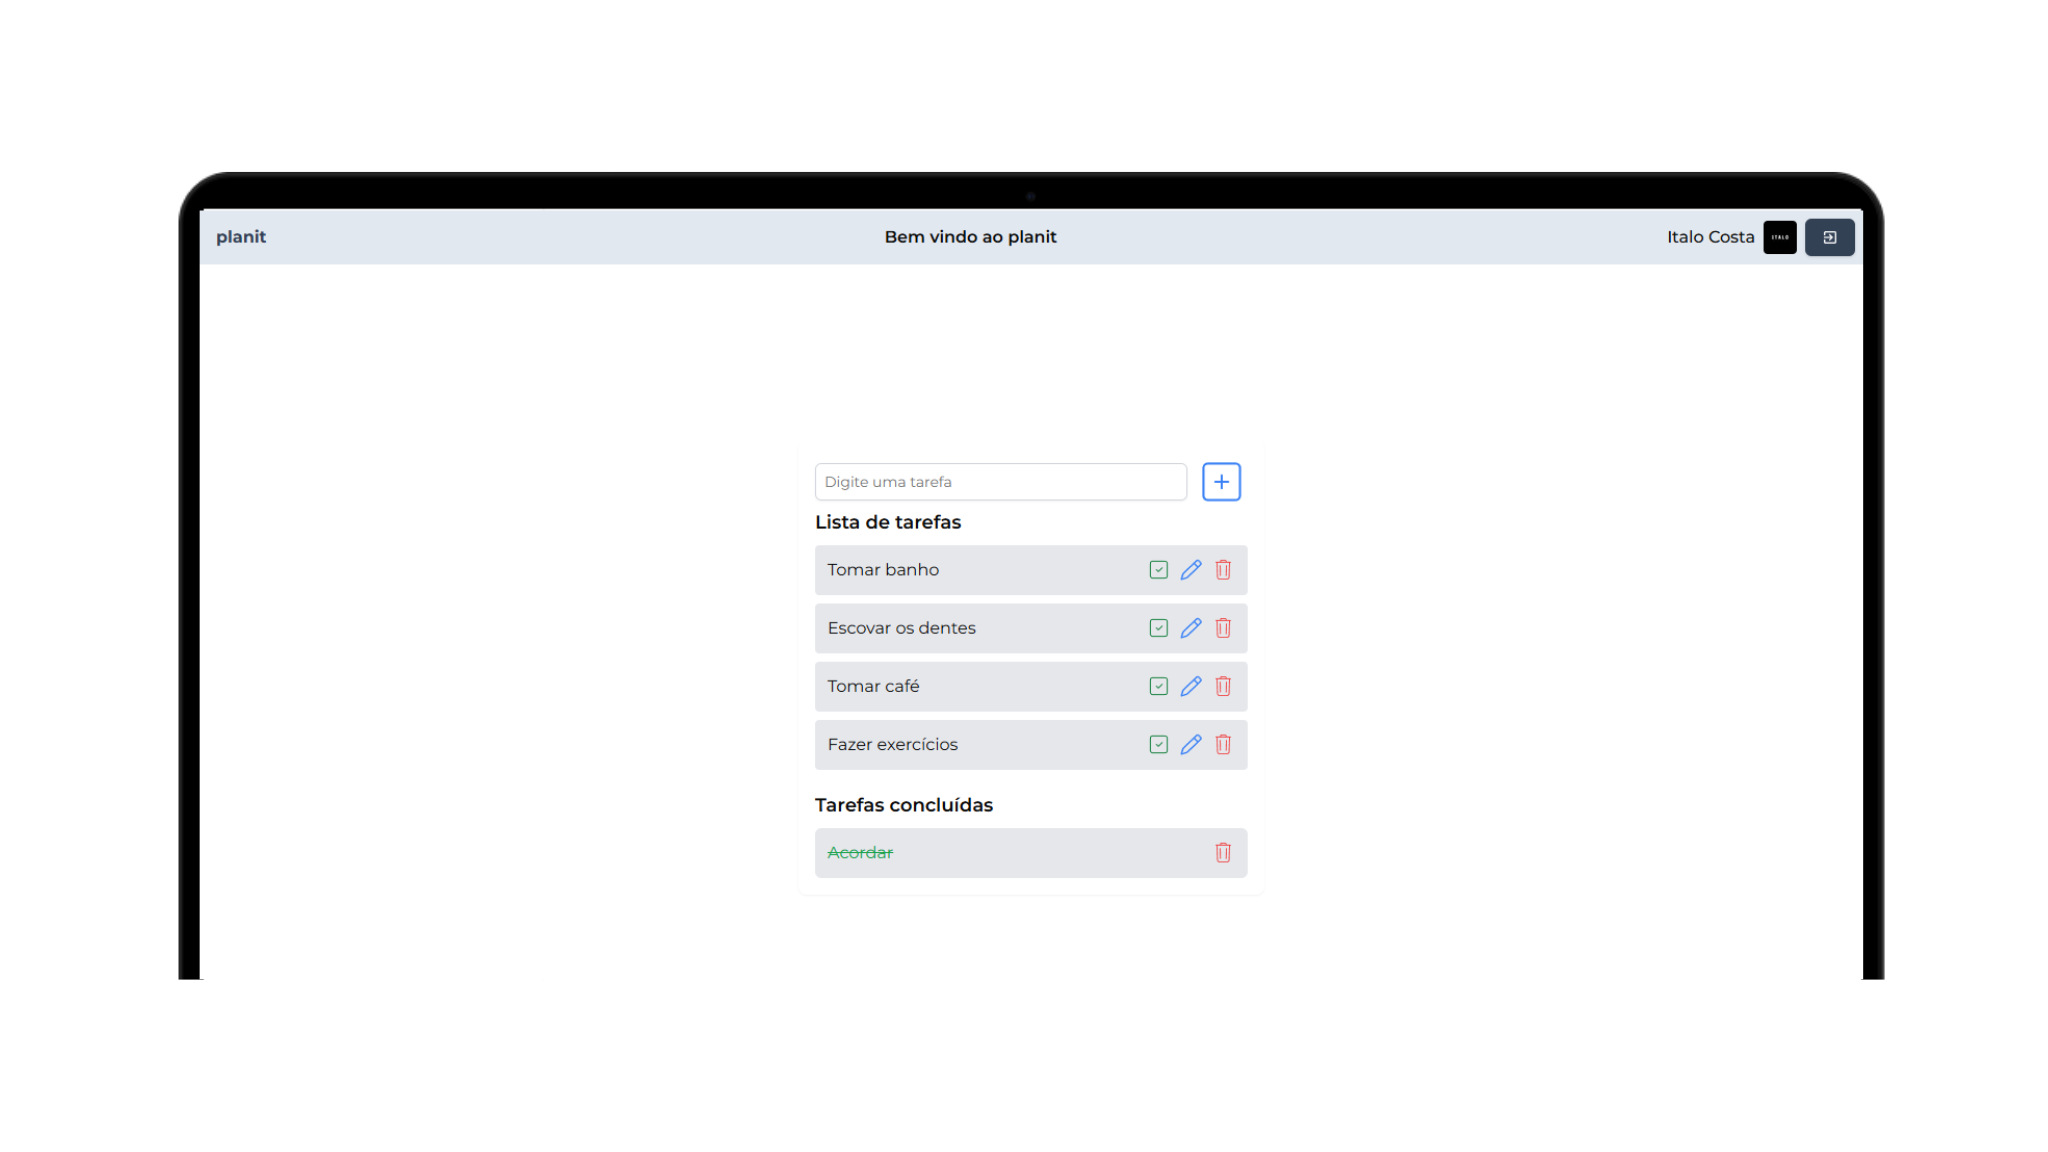 planit
Bem vindo ao planit
Italo Costa
ITALO
Digite uma tarefa
Lista de tarefas
Tomar banho
Escovar os dentes
Tomar café
Fazer exercícios
Tarefas concluídas
Acordar